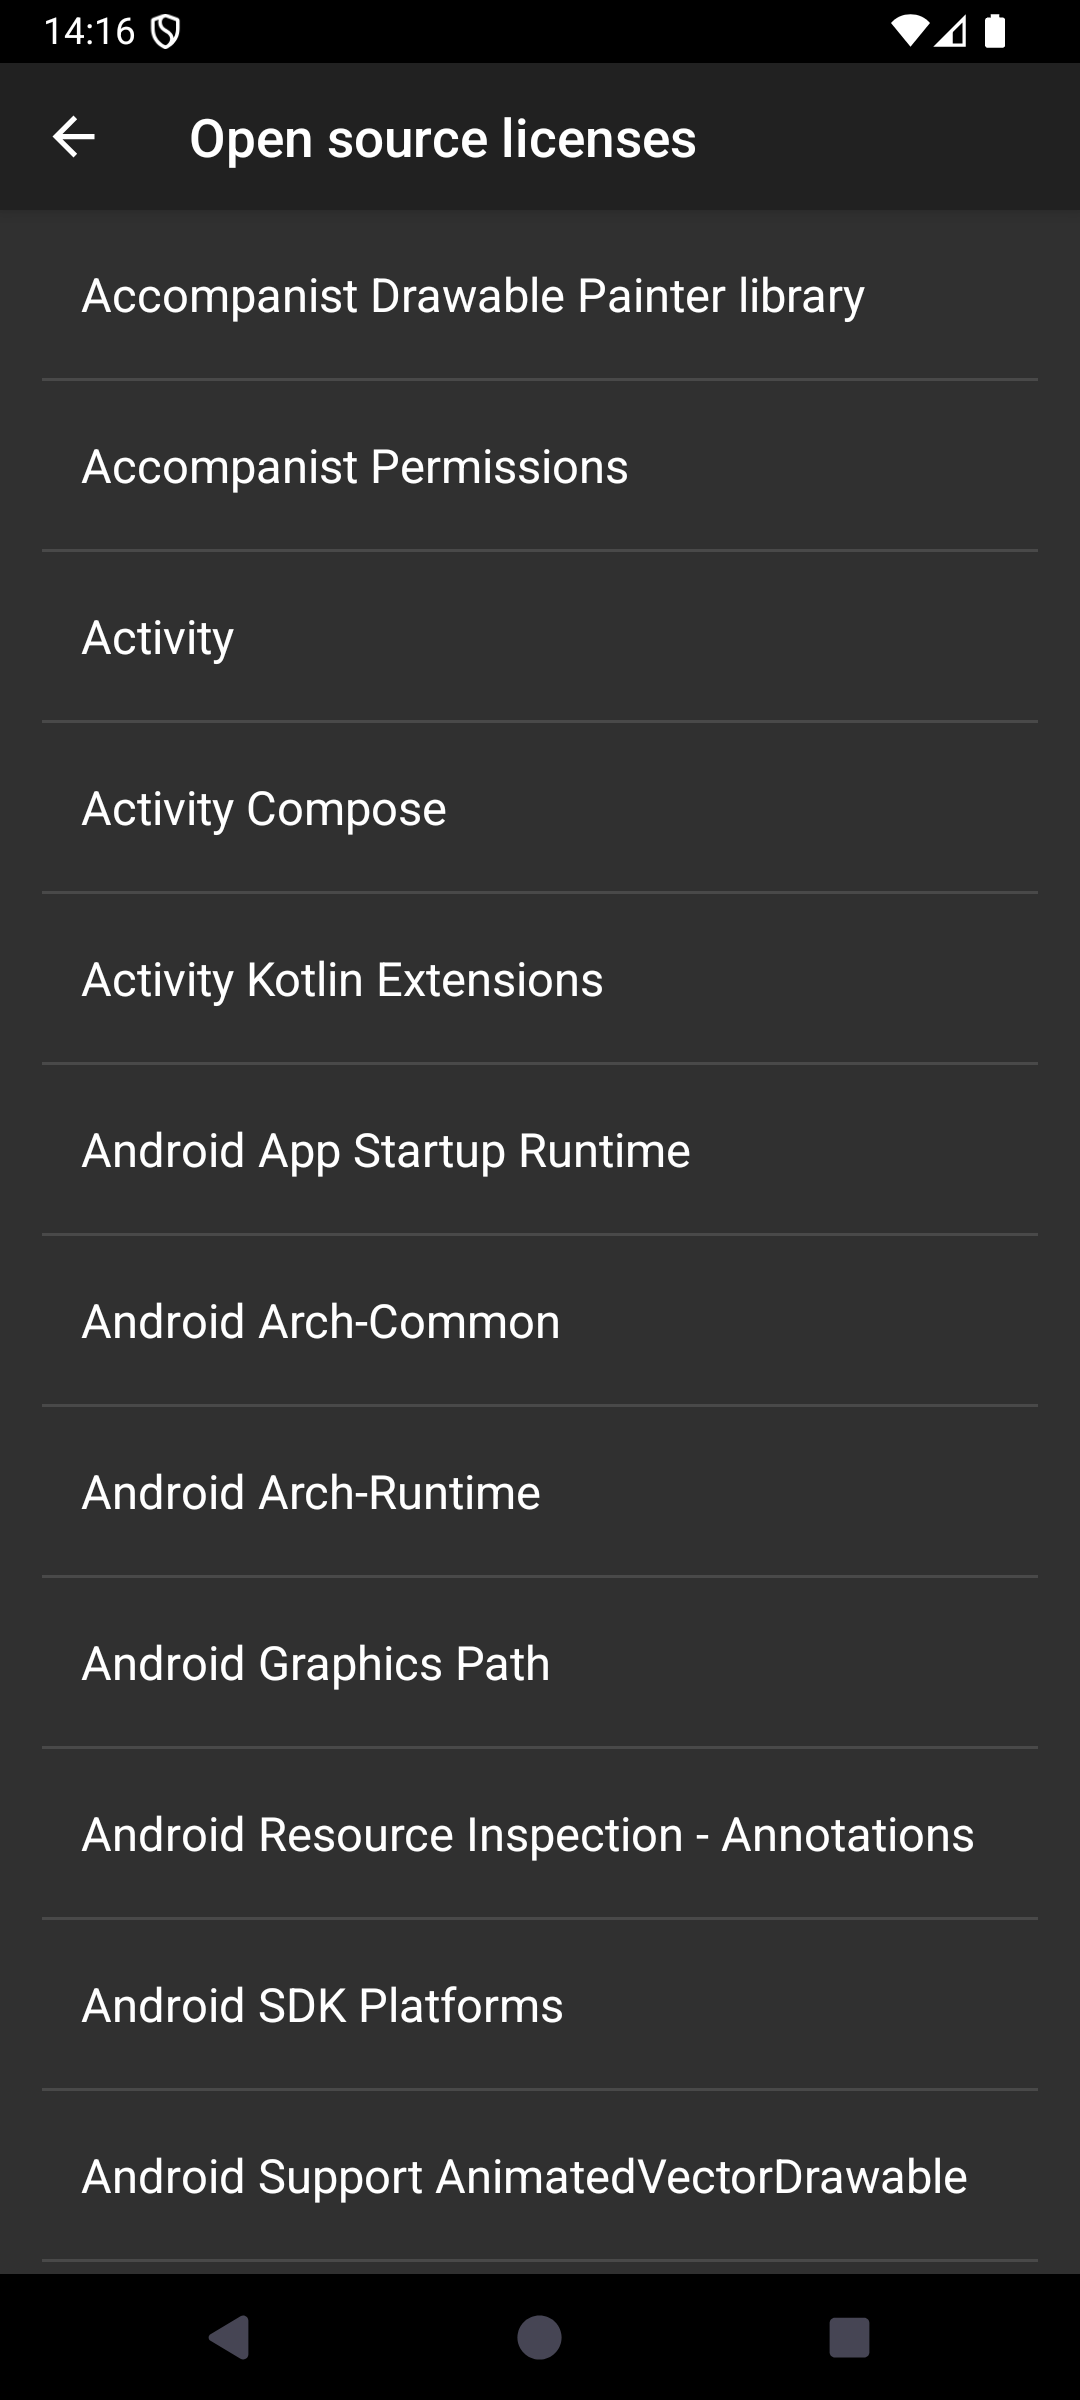 14:16
Open source licenses
Accompanist Drawable Painter library
Accompanist Permissions
Activity
Activity Compose
Activity Kotlin Extensions
Android App Startup Runtime
Android Arch-Common
Android Arch-Runtime
Android Graphics Path
Android Resource Inspection - Annotations
Android SDK Platforms
Android Support AnimatedVectorDrawable